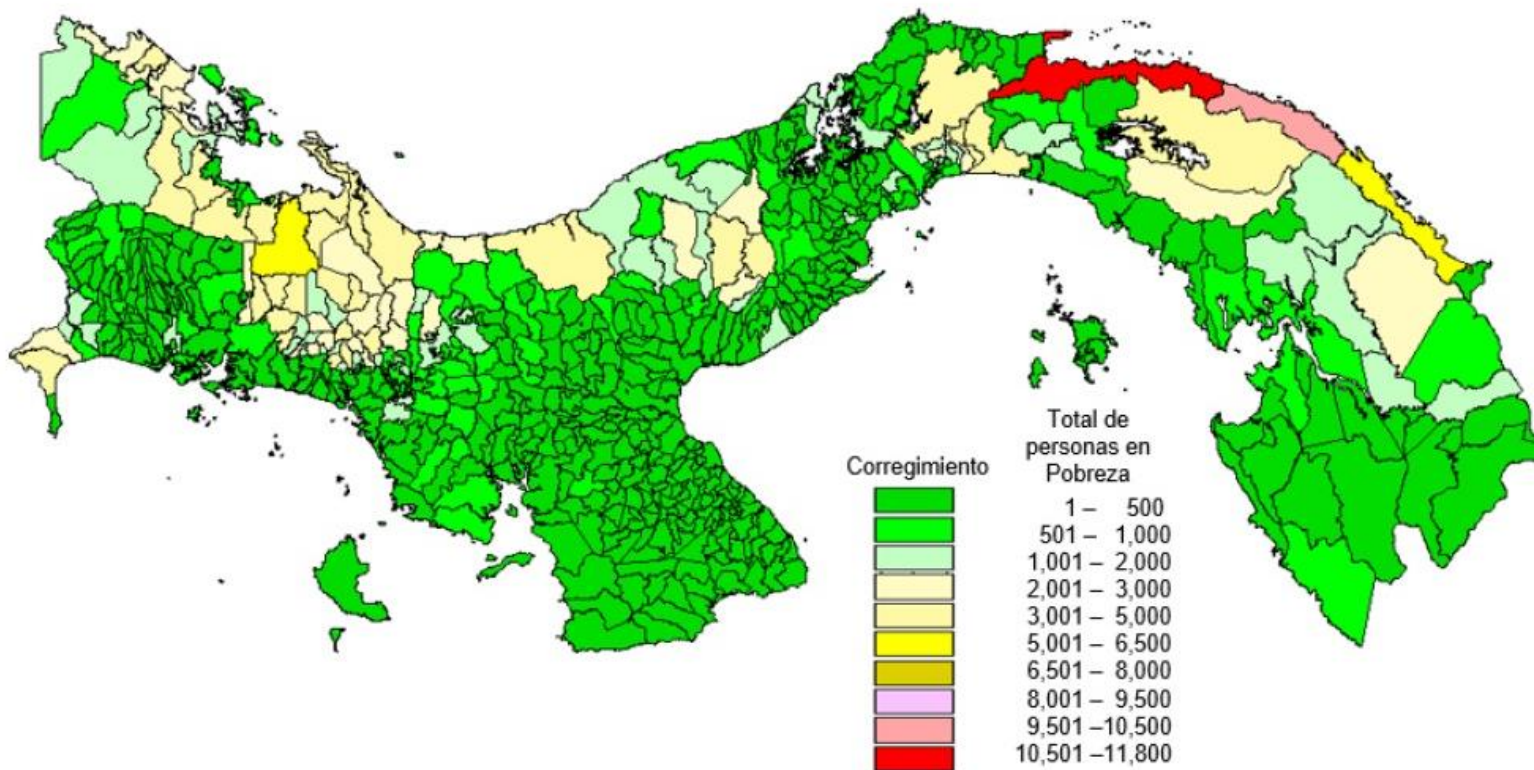 Corregimiento
Total de
personas en
Pobreza
1 – 500
501 – 1,000
1,001 – 2,000
2,001 – 3,000
3,001 – 5,000
5,001 – 6,500
6,501 – 8,000
8,001 – 9,500
9,501 –10,500
10,501 –11,800